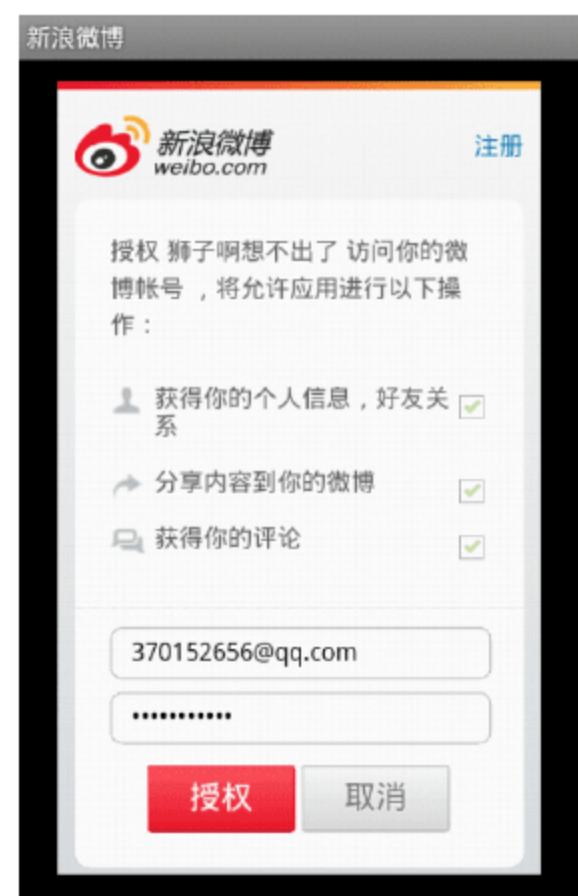 新浪微博
新浪微博
weibo.com
注册
授权 狮子啊想不出了 访问你的微
博帐号 ，将允许应用进行以下操
作：
获得你的个人信息，好友关
系
分享内容到你的微博
获得你的评论
370152656@qq.com
•••••••••••
授权 取消